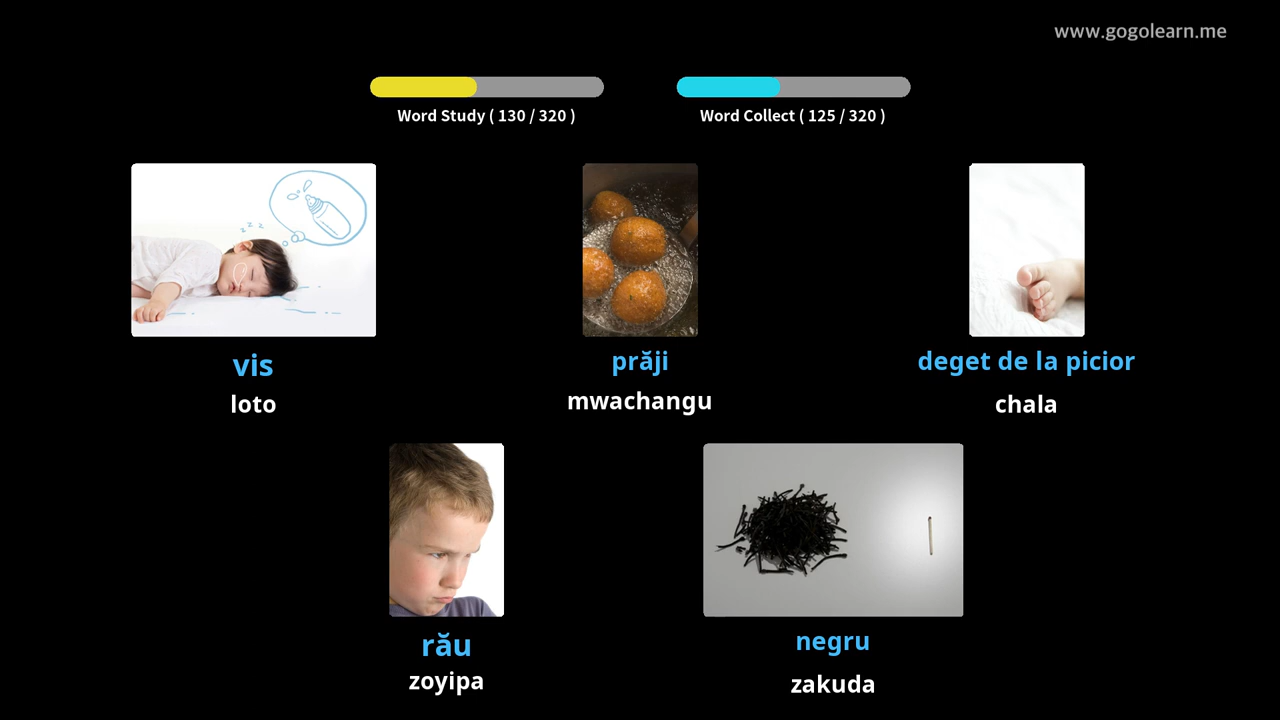 www.gogolearn.me
Word Study ( 130 / 320 )
Word Collect ( 125 / 320 )
vis
loto
prăji
mwachangu
deget de la picior
chala
rău
zoyipa
negru
zakuda